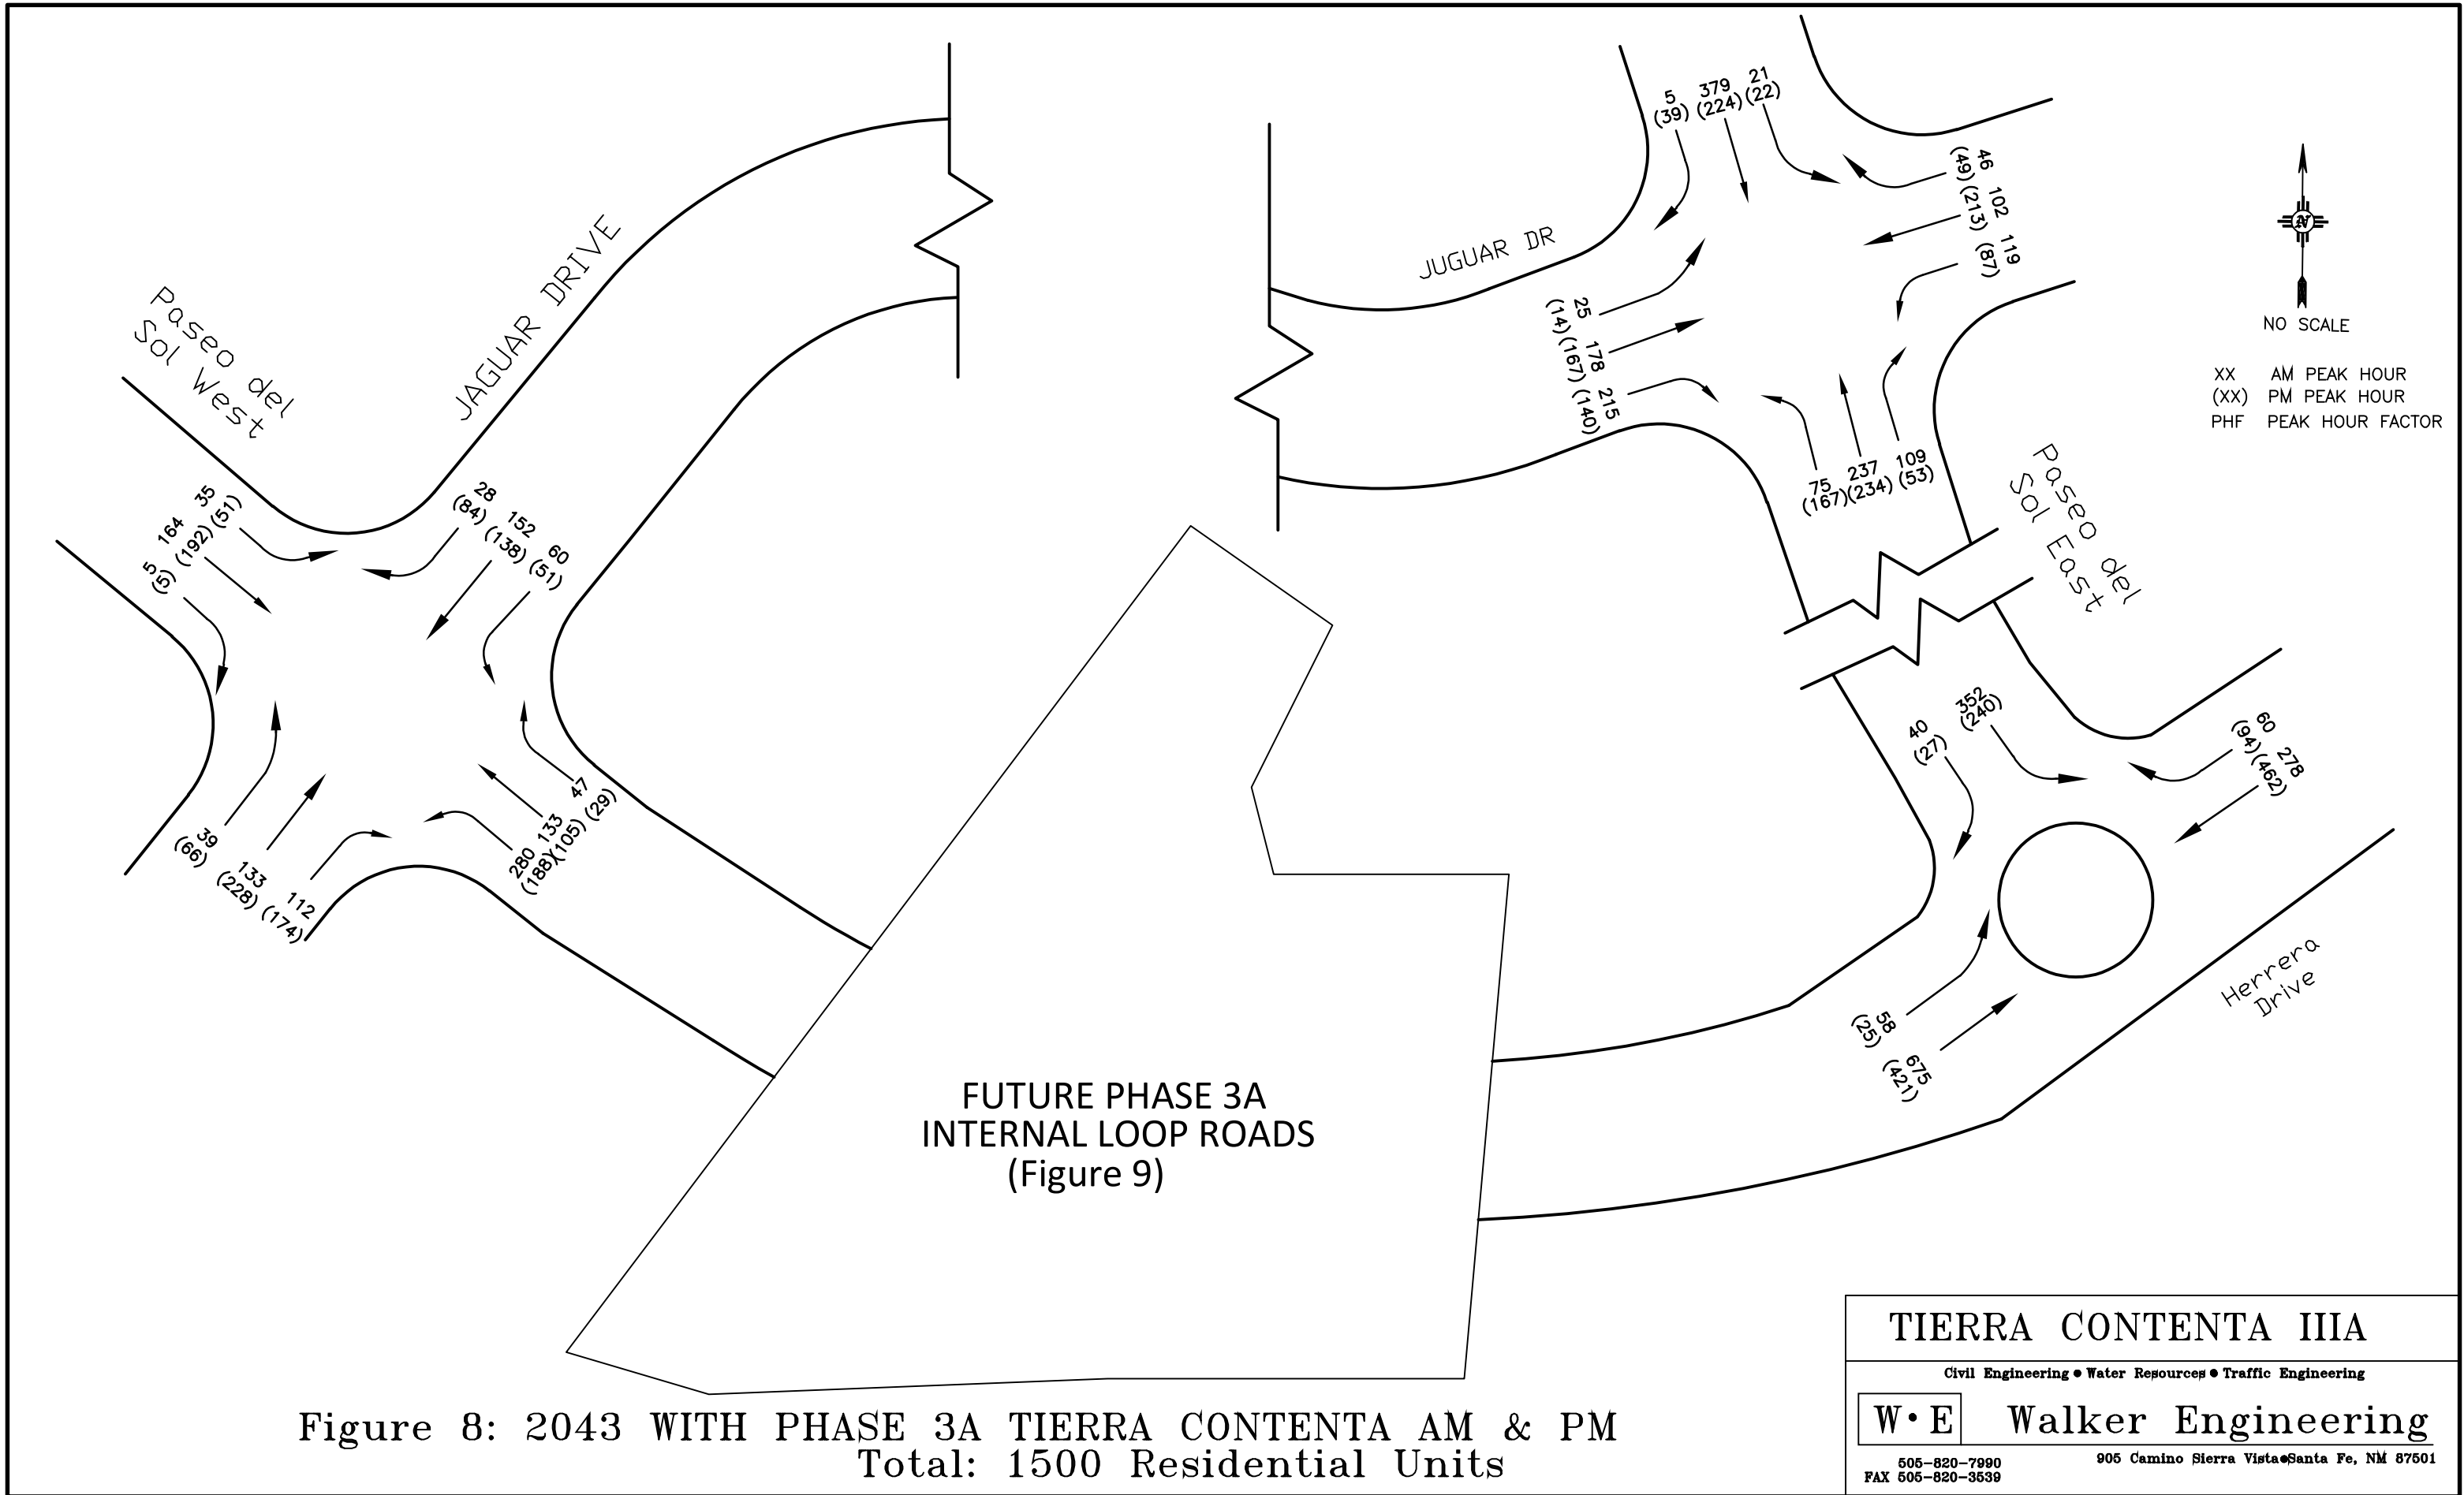 Paseo del
Sol West
JAGUAR DRIVE
35
(51)
164
(192)
5
(5)
28
(84)
152
(138)
60
(51)
39
(66)
133
(228)
112
(174)
280
(188)
133
(105)
47
(29)
JUGUAR DR
5
(39)
379
(224)
21
(22)
46
(49)
102
(213)
119
(87)
25
(14)
178
(167)
215
(140)
75
(167)
237
(234)
109
(53)
N
NO SCALE
XX AM PEAK HOUR
(XX) PM PEAK HOUR
PHF PEAK HOUR FACTOR
Paseo del
Sol East
40
(27)
352
(240)
60
(94)
278
(462)
58
(25)
675
(421)
Herrera
Drive
FUTURE PHASE 3A
INTERNAL LOOP ROADS
(Figure 9)
Figure 8: 2043 WITH PHASE 3A TIERRA CONTENTA AM & PM
Total: 1500 Residential Units
TIERRA CONTENTA IIIA
Civil Engineering • Water Resources • Traffic Engineering
W•E Walker Engineering
905 Camino Sierra Vista•Santa Fe, NM 87501
505-820-7990
FAX 505-820-3539